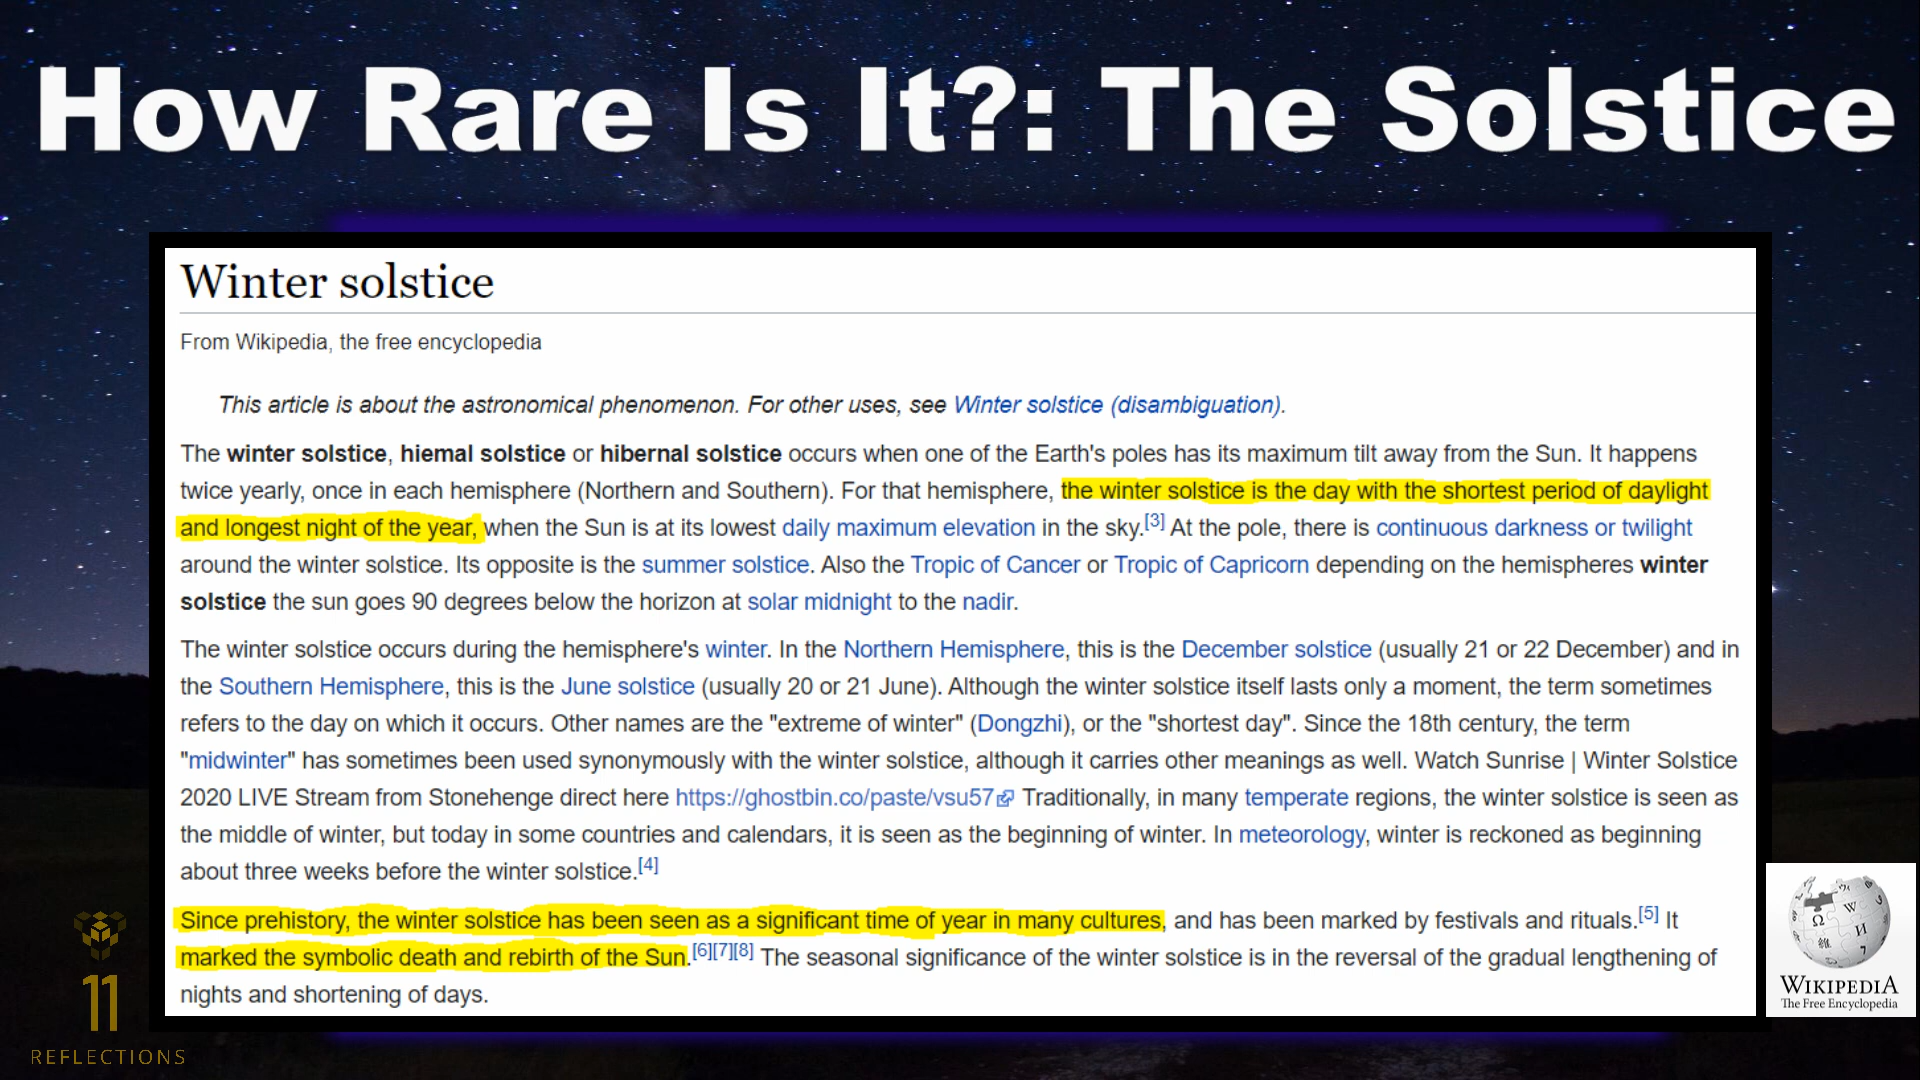 How Rare Is It?: The Solstice
Winter solstice
From Wikipedia, the free encyclopedia
This article is about the astronomical phenomenon. For other uses, see Winter solstice (disambiguation).
The winter solstice, hiemal solstice or hibernal solstice occurs when one of the Earth's poles has its maximum tilt away from the Sun. It happens
twice yearly, once in each hemisphere (Northern and Southern). For that hemisphere, the winter solstice is the day with the shortest period of daylight
and longest night of the year, when the Sun is at its lowest daily maximum elevation in the sky.[3] At the pole, there is continuous darkness or twilight
around the winter solstice. Its opposite is the summer solstice. Also the Tropic of Cancer or Tropic of Capricorn depending on the hemispheres winter
solstice the sun goes 90 degrees below the horizon at solar midnight to the nadir.
The winter solstice occurs during the hemisphere's winter. In the Northern Hemisphere, this is the December solstice (usually 21 or 22 December) and in
the Southern Hemisphere, this is the June solstice (usually 20 or 21 June). Although the winter solstice itself lasts only a moment, the term sometimes
refers to the day on which it occurs. Other names are the "extreme of winter" (Dongzhi), or the "shortest day". Since the 18th century, the term
"midwinter" has sometimes been used synonymously with the winter solstice, although it carries other meanings as well. Watch Sunrise | Winter Solstice
2020 LIVE Stream from Stonehenge direct here https://ghostbin.co/paste/vsu57 Traditionally, in many temperate regions, the winter solstice is seen as
the middle of winter, but today in some countries and calendars, it is seen as the beginning of winter. In meteorology, winter is reckoned as beginning
about three weeks before the winter solstice.[4]
Since prehistory, the winter solstice has been seen as a significant time of year in many cultures, and has been marked by festivals and rituals.[5] It
marked the symbolic death and rebirth of the Sun.[6][7][8] The seasonal significance of the winter solstice is in the reversal of the gradual lengthening of
nights and shortening of days.
11
REFLECTIONS
Ω W И
WIKIPEDIA
The Free Encyclopedia